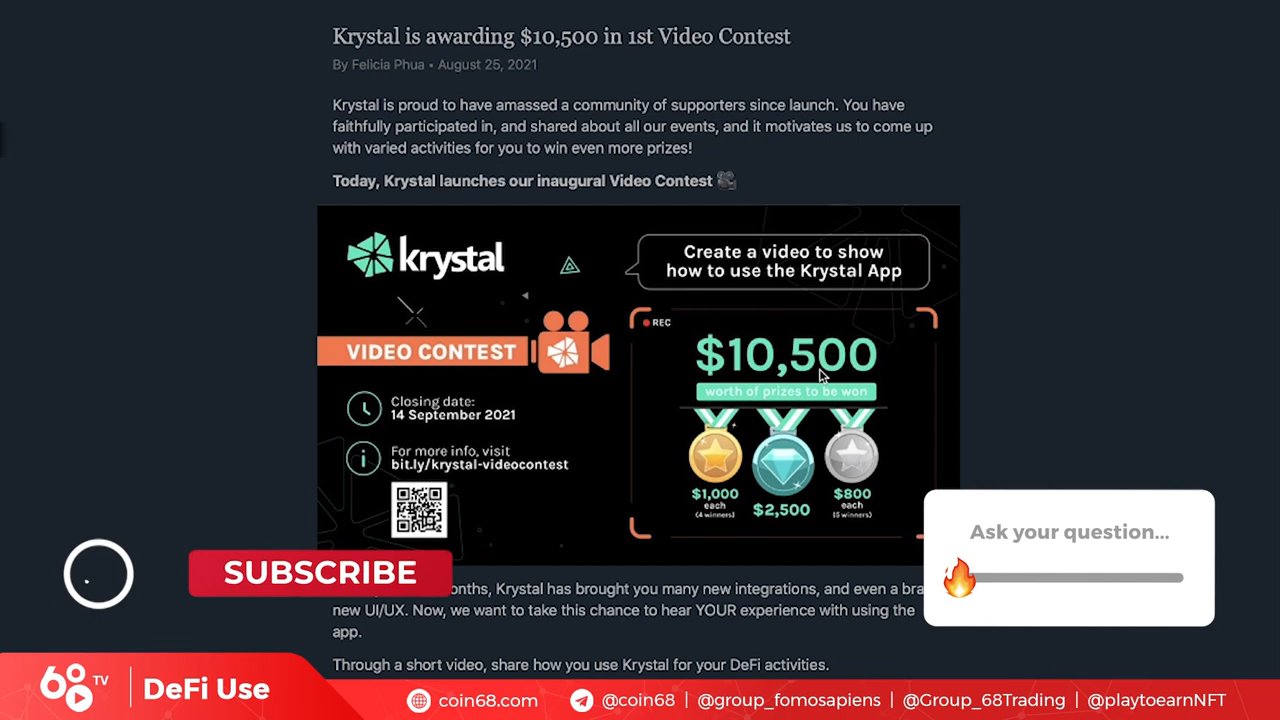 Krystal is awarding $10,500 in 1st Video Contest
By Felicia Phua • August 25, 2021
Krystal is proud to have amassed a community of supporters since launch. You have
faithfully participated in, and shared about all our events, and it motivates us to come up
with varied activities for you to win even more prizes!
Today, Krystal launches our inaugural Video Contest
krystal
Create a video to show
how to use the Krystal App
VIDEO CONTEST
REC
$10,500
worth of prizes to be won
Closing date:
14 September 2021
For more info, visit
bit.ly/krystal-videocontest
$1,000
each
(4 winners)
$2,500
$800
each
(5 winners)
Ask your question...
SUBSCRIBE
Krystal has brought you many new integrations, and even a
new UI/UX. Now, we want to take this chance to hear YOUR experience with using the
app.
Through a short video, share how you use Krystal for your DeFi activities.
68 TV
DeFi Use
coin68.com
@coin68 | @group_fomosapiens | @Group_68Trading | @playtoearnNFT